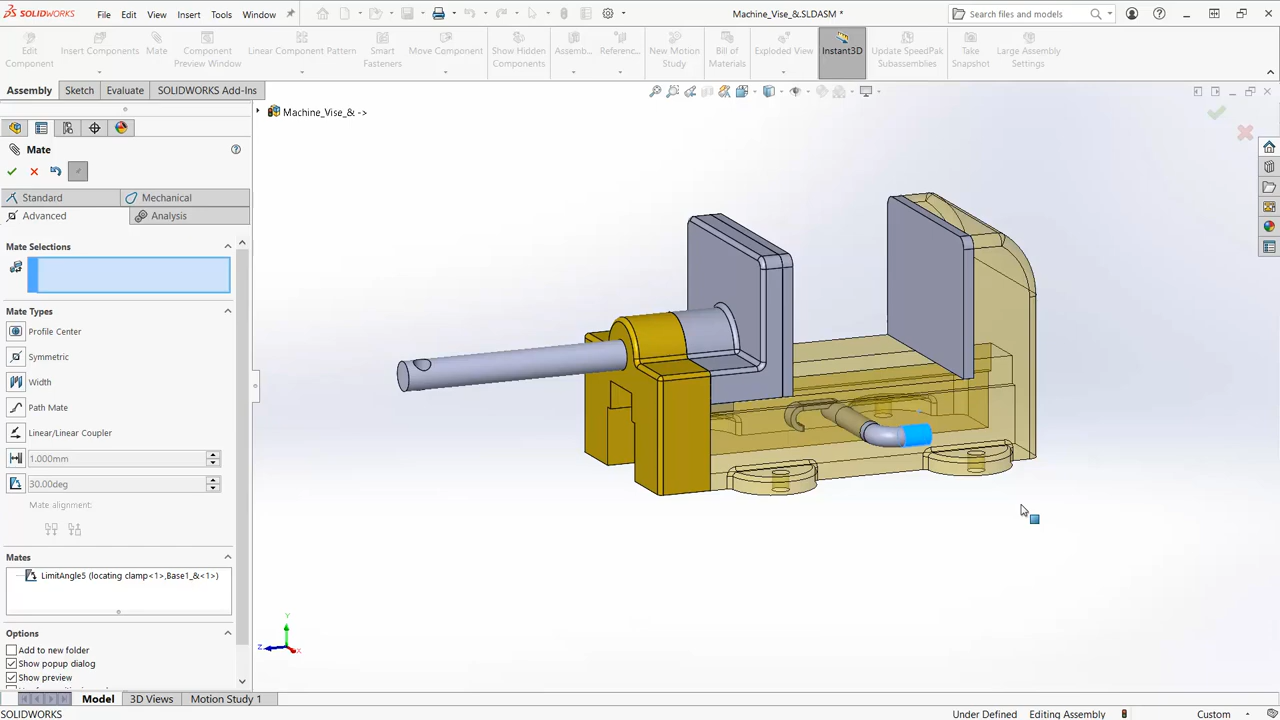 SOLIDWORKS File Edit View Insert Tools Window Machine_Vise_&.SLDASM * Search files and models
Edit Component Insert Components Mate Component Preview Window Linear Component Pattern Smart Fasteners Move Component Show Hidden Components Assemb... Referenc... New Motion Study Bill of Materials Exploded View Instant3D Update SpeedPak Subassemblies Take Snapshot Large Assembly Settings
Assembly Sketch Evaluate SOLIDWORKS Add-Ins
Machine_Vise_& ->
Mate
Standard Mechanical
Advanced Analysis
Mate Selections
Mate Types
Profile Center
Symmetric
Width
Path Mate
Linear/Linear Coupler
1.000mm
30.00deg
Mate alignment:
Mates
LimitAngle5 (locating clamp<1>,Base1_&<1>)
Options
Add to new folder
Show popup dialog
Show preview
Y
Z X
Model 3D Views Motion Study 1
SOLIDWORKS Under Defined Editing Assembly Custom